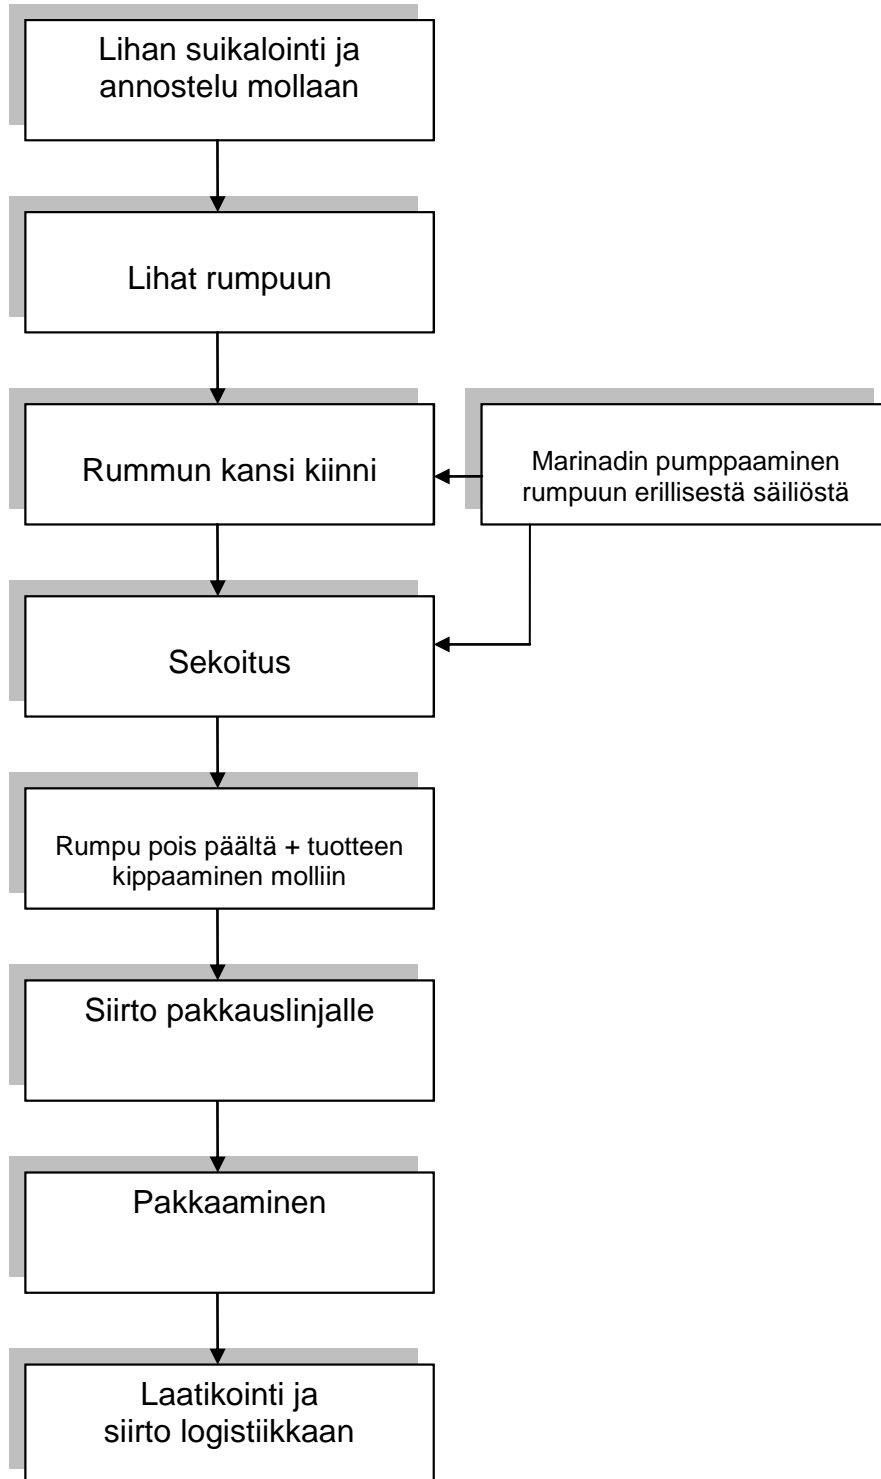 Lihan suikalointi ja
annostelu mollaan
Lihat rumpuun
Rummun kansi kiinni
Marinadin pumppaaminen
rumpuun erillisestä säiliöstä
Sekoitus
Rumpu pois päältä + tuotteen
kippaaminen molliin
Siirto pakkauslinjalle
Pakkaaminen
Laatikointi ja
siirto logistiikkaan